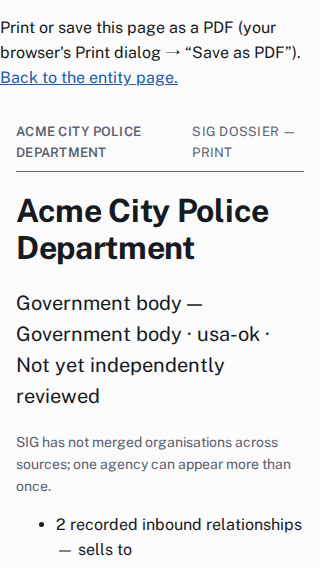 Print or save this page as a PDF (your
browser's Print dialog → “Save as PDF”).
Back to the entity page.
ACME CITY POLICE DEPARTMENT
SIG DOSSIER — PRINT
Acme City Police
Department
Government body —
Government body · usa-ok ·
Not yet independently
reviewed
SIG has not merged organisations across
sources; one agency can appear more than
once.
• 2 recorded inbound relationships
— sells to